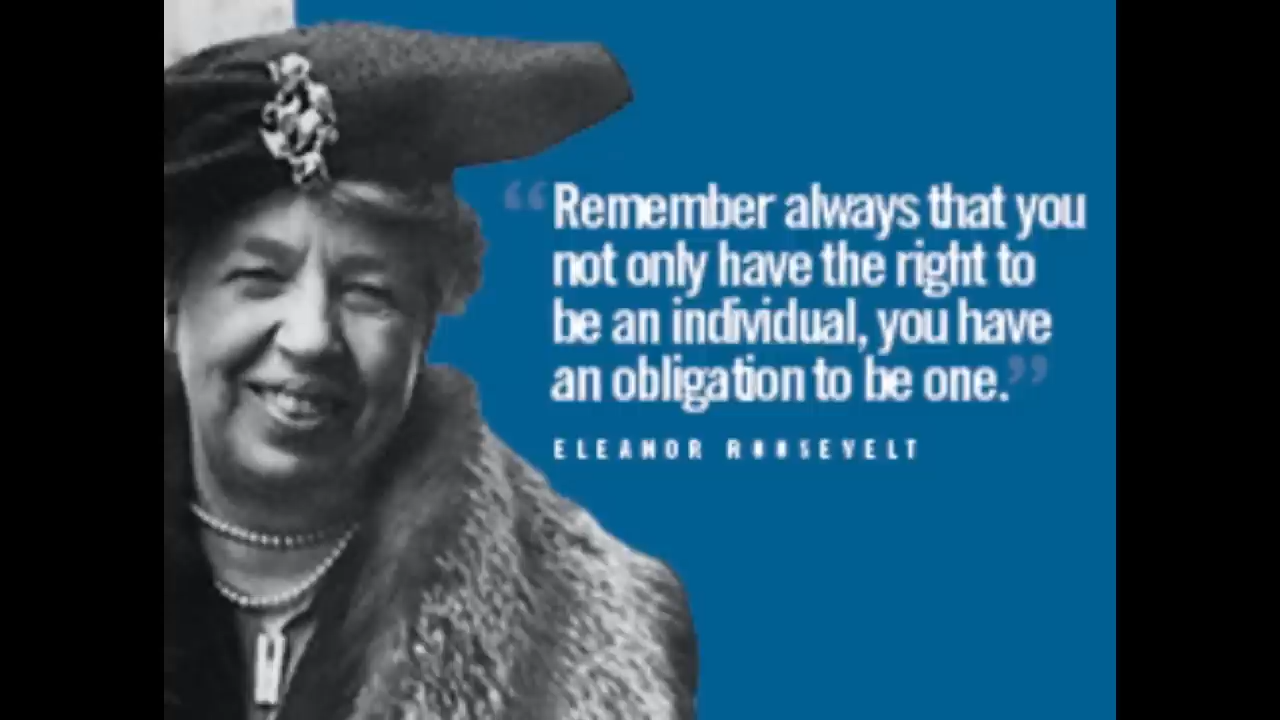 “Remember always that you
not only have the right to
be an individual, you have
an obligation to be one.”
ELEANOR ROOSEVELT